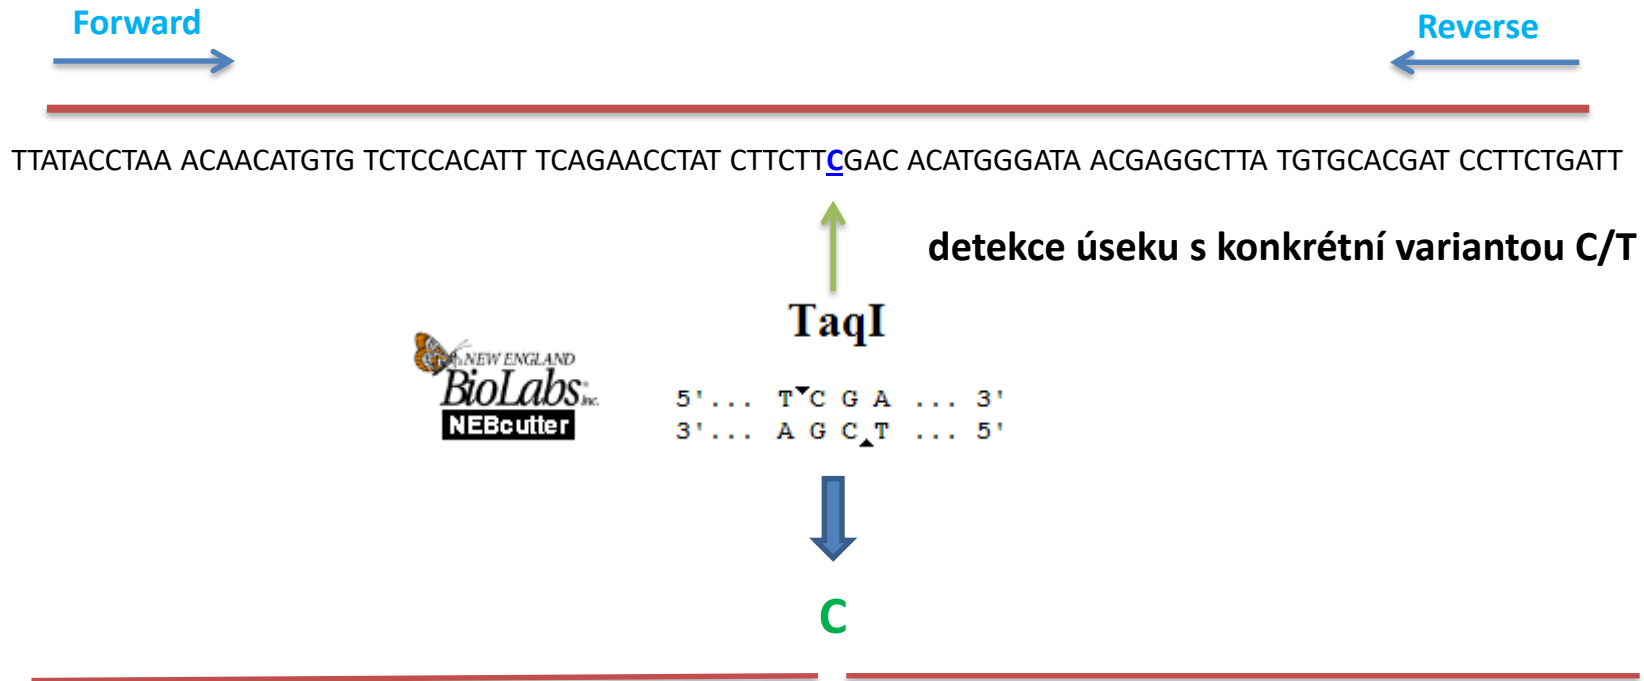 Forward Reverse
TTATACCTAA ACAACATGTG TCTCCACATT TCAGAACCTAT CTTCTTCGAC ACATGGGATA ACGAGGCTTA TGTGCACGAT CCTTCTGATT
detekce úseku s konkrétní variantou C/T
TaqI
NEW ENGLAND
BioLabs Inc.
NEBcutter
5'... T C G A ... 3'
3'... A G C T ... 5'
C